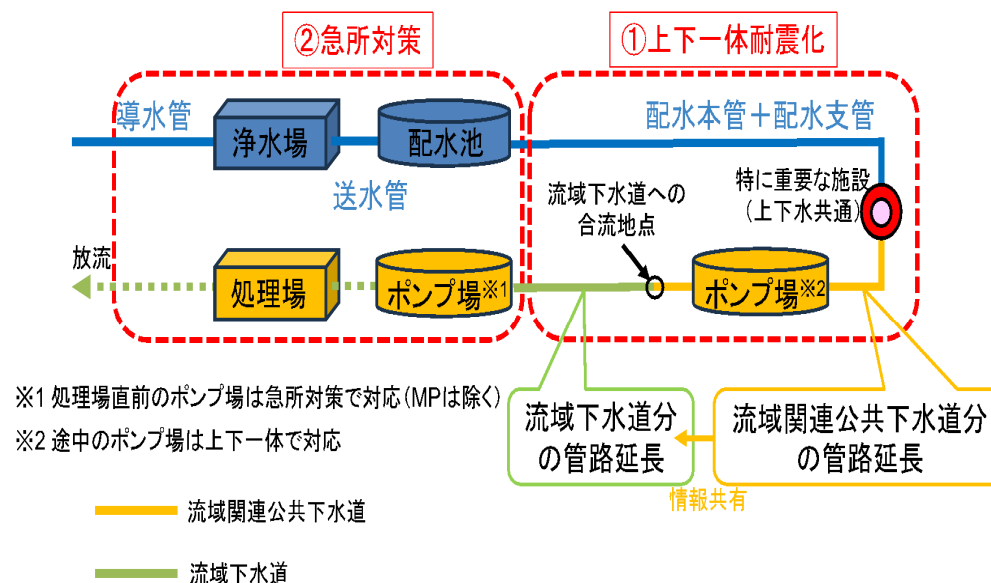 ②急所対策
①上下一体耐震化
導水管
浄水場
配水池
送水管
配水本管＋配水支管
特に重要な施設
（上下水共通）
流域下水道への
合流地点
放流
処理場
ポンプ場※1
ポンプ場※2
※1 処理場直前のポンプ場は急所対策で対応（MPは除く）
※2 途中のポンプ場は上下一体で対応
流域下水道分
の管路延長
流域関連公共下水道分
の管路延長
情報共有
流域関連公共下水道
流域下水道